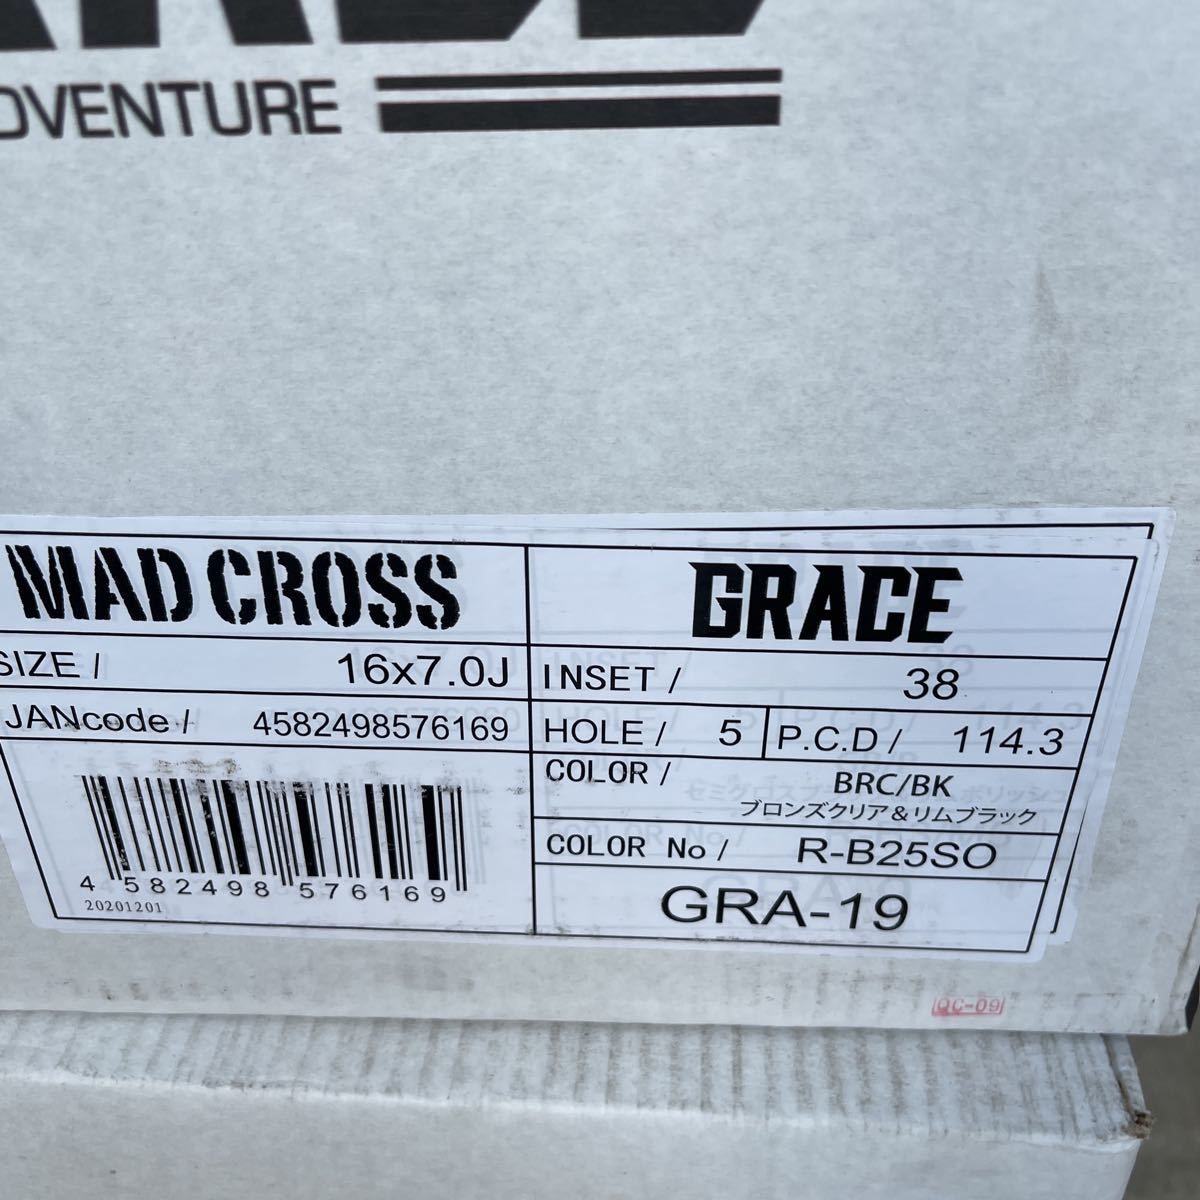 DVENTURE
MAD CROSS
GRACE
SIZE / 16x7.0J
INSET / 38
JANcode / 4582498576169
HOLE / 5 P.C.D / 114.3
COLOR / BRC/BK
ブロンズクリア&リムブラック
COLOR No / R-B25SO
GRA-19
4 582498 576169
20201201
QC-09